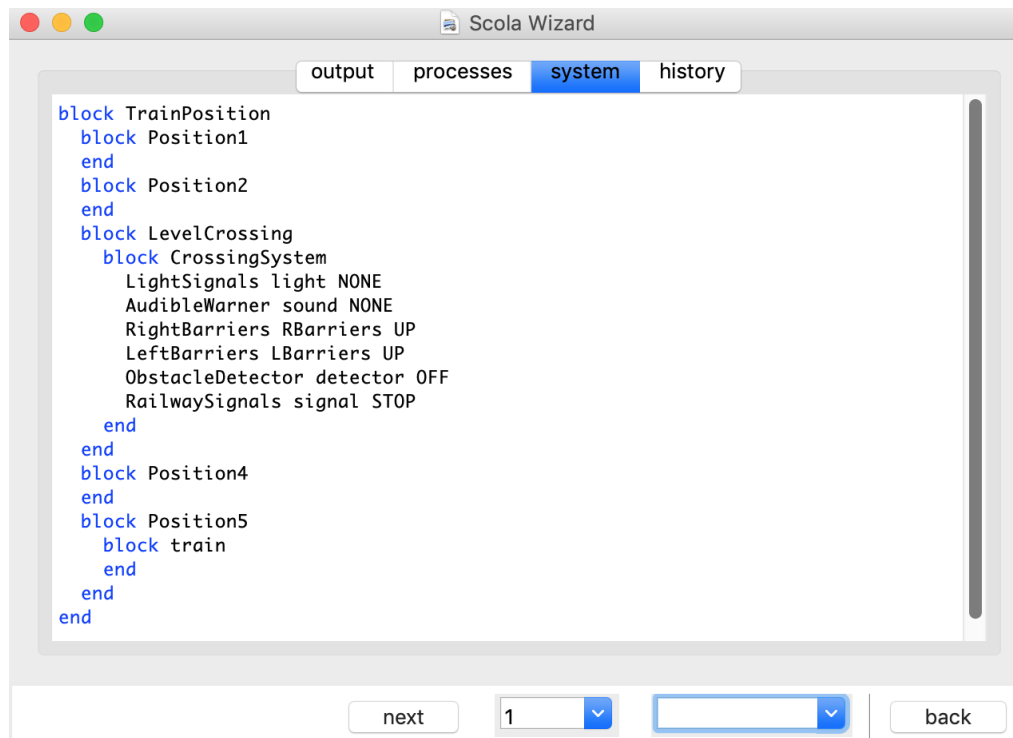 Scola Wizard
output processes system history
block TrainPosition
block Position1
end
block Position2
end
block LevelCrossing
block CrossingSystem
LightSignals light NONE
AudibleWarner sound NONE
RightBarriers RBarriers UP
LeftBarriers LBarriers UP
ObstacleDetector detector OFF
RailwaySignals signal STOP
end
end
block Position4
end
block Position5
block train
end
end
end
next 1 back